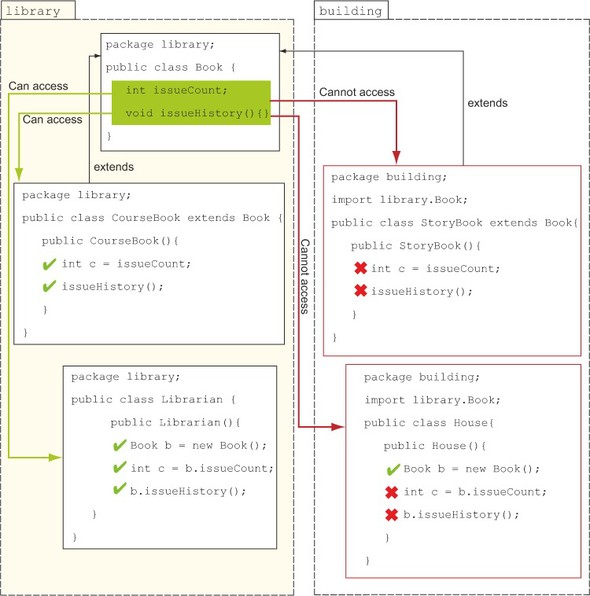 library
package library;
public class Book {
int issueCount;
void issueHistory(){}
}
Can access
Can access
extends
package library;
public class CourseBook extends Book {
public CourseBook(){
int c = issueCount;
issueHistory();
}
}
package library;
public class Librarian {
public Librarian(){
Book b = new Book();
int c = b.issueCount;
b.issueHistory();
}
}
building
Cannot access
extends
Cannot access
package building;
import library.Book;
public class StoryBook extends Book{
public StoryBook(){
int c = issueCount;
issueHistory();
}
}
package building;
import library.Book;
public class House{
public House(){
Book b = new Book();
int c = b.issueCount;
b.issueHistory();
}
}